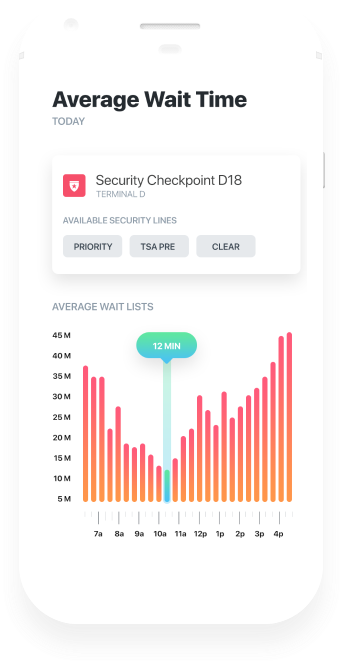 Average Wait Time
TODAY
Security Checkpoint D18
TERMINAL D
AVAILABLE SECURITY LINES
PRIORITY TSA PRE CLEAR
AVERAGE WAIT LISTS
12 MIN
45 M
40 M
35 M
30 M
25 M
20 M
15 M
10 M
5 M
7a 8a 9a 10a 11a 12p 1p 2p 3p 4p